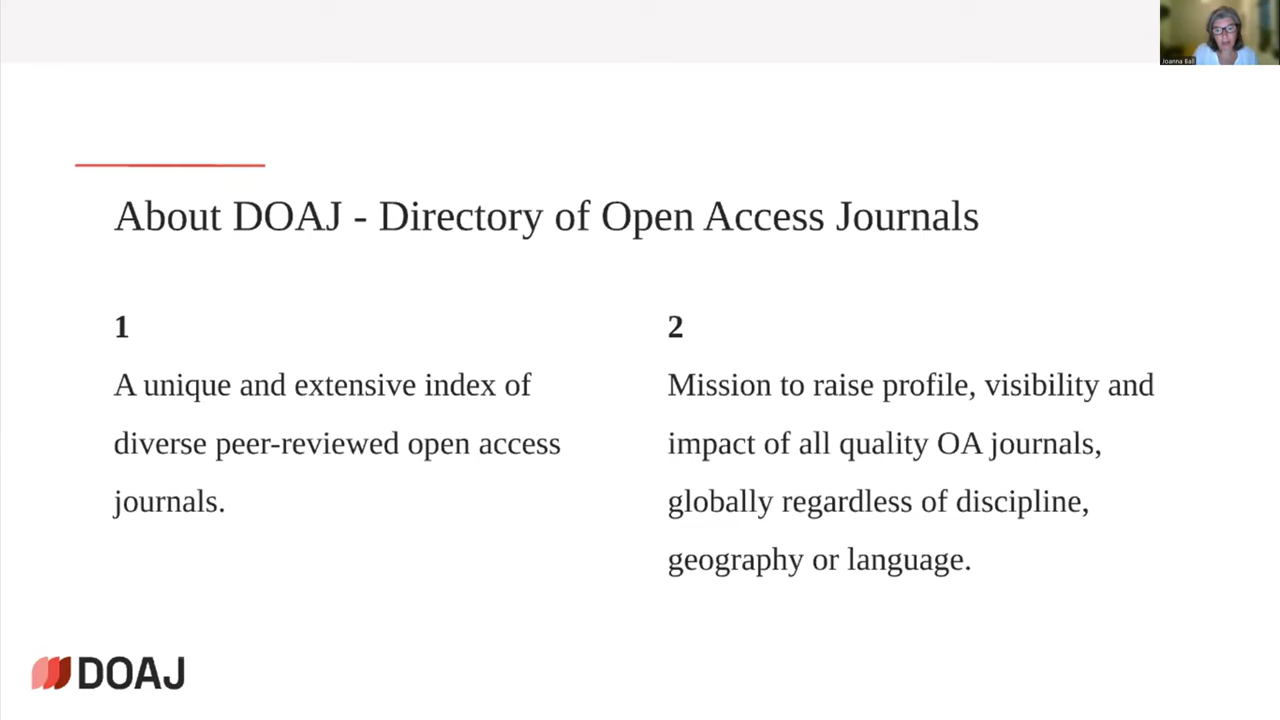 Joanna Ball
About DOAJ - Directory of Open Access Journals
1
A unique and extensive index of
diverse peer-reviewed open access
journals.
2
Mission to raise profile, visibility and
impact of all quality OA journals,
globally regardless of discipline,
geography or language.
DOAJ